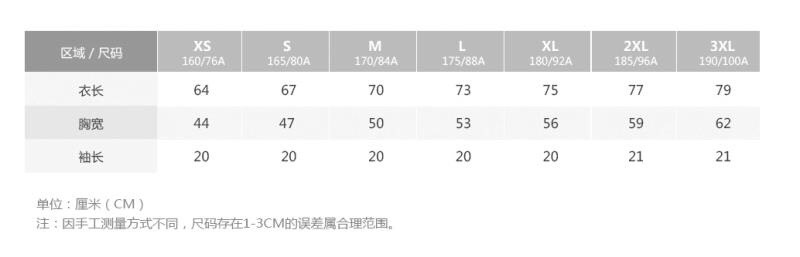 区域 / 尺码 XS S M L XL 2XL 3XL
160/76A 165/80A 170/84A 175/88A 180/92A 185/96A 190/100A
衣长 64 67 70 73 75 77 79
胸宽 44 47 50 53 56 59 62
袖长 20 20 20 20 20 21 21
单位：厘米（CM）
注：因手工测量方式不同，尺码存在1-3CM的误差属合理范围。